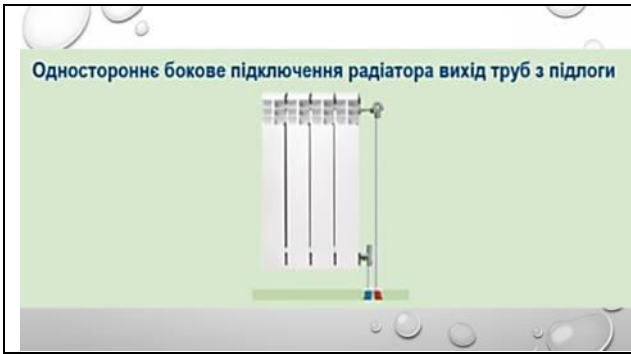 Одностороннє бокове підключення радіатора вихід труб з підлоги